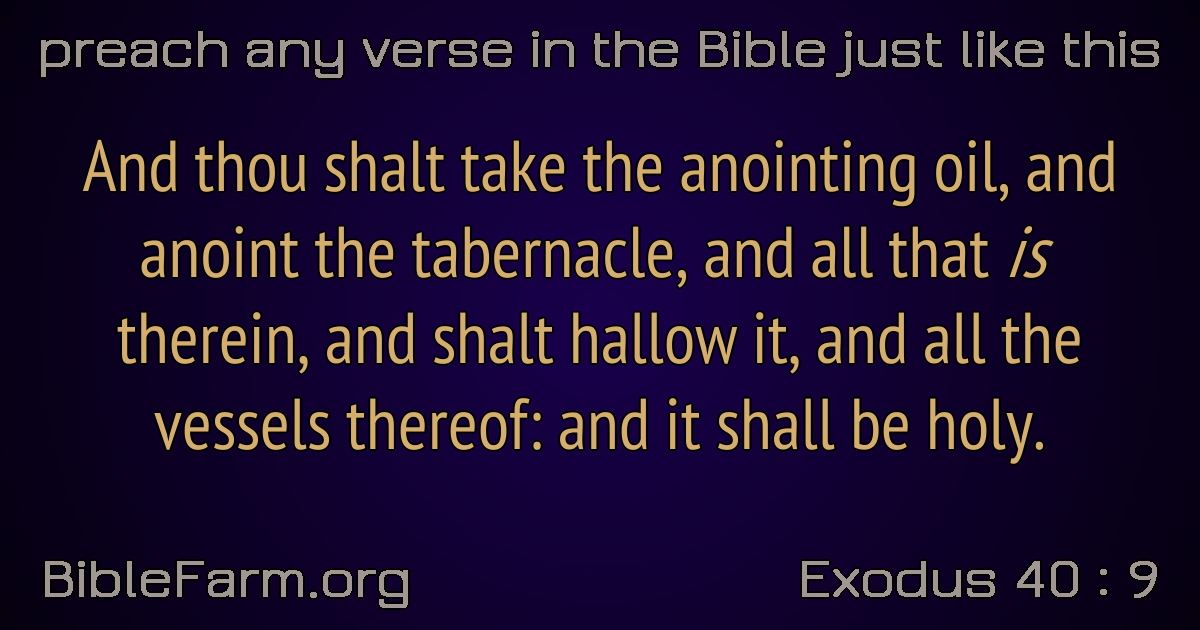 preach any verse in the Bible just like this
And thou shalt take the anointing oil, and
anoint the tabernacle, and all that is
therein, and shalt hallow it, and all the
vessels thereof: and it shall be holy.
BibleFarm.org
Exodus 40 : 9